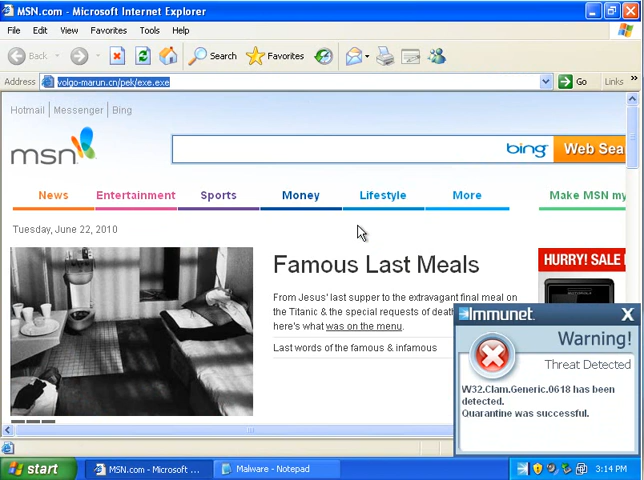 MSN.com - Microsoft Internet Explorer
File Edit View Favorites Tools Help
Back Search Favorites
Address volgo-marun.cn/pek/exe.exe Go Links »
Hotmail | Messenger | Bing
msn bing Web Sea
News Entertainment Sports Money Lifestyle More Make MSN my
Tuesday, June 22, 2010
Famous Last Meals
HURRY! SALE
From Jesus' last supper to the extravagant final meal on
the Titanic & the special requests of death
here's what was on the menu.
Last words of the famous & infamous
Immunet. X
Warning!
Threat Detected
W32.Clam.Generic.0618 has been
detected.
Quarantine was successful.
start MSN.com - Microsoft ... Malware - Notepad 3:14 PM